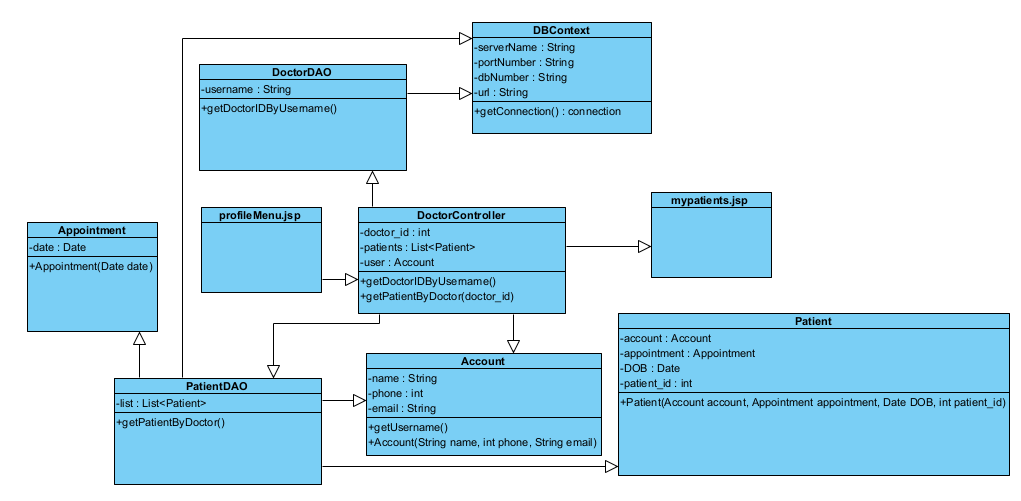 DBContext
-serverName : String
-portNumber : String
-dbNumber : String
-url : String
+getConnection() : connection
DoctorDAO
-username : String
+getDoctorIDByUsername()
profileMenu.jsp
DoctorController
-doctor_id : int
-patients : List<Patient>
-user : Account
+getDoctorIDByUsername()
+getPatientByDoctor(doctor_id)
mypatients.jsp
Appointment
-date : Date
+Appointment(Date date)
Patient
-account : Account
-appointment : Appointment
-DOB : Date
-patient_id : int
+Patient(Account account, Appointment appointment, Date DOB, int patient_id)
Account
-name : String
-phone : int
-email : String
+getUsername()
+Account(String name, int phone, String email)
PatientDAO
-list : List<Patient>
+getPatientByDoctor()